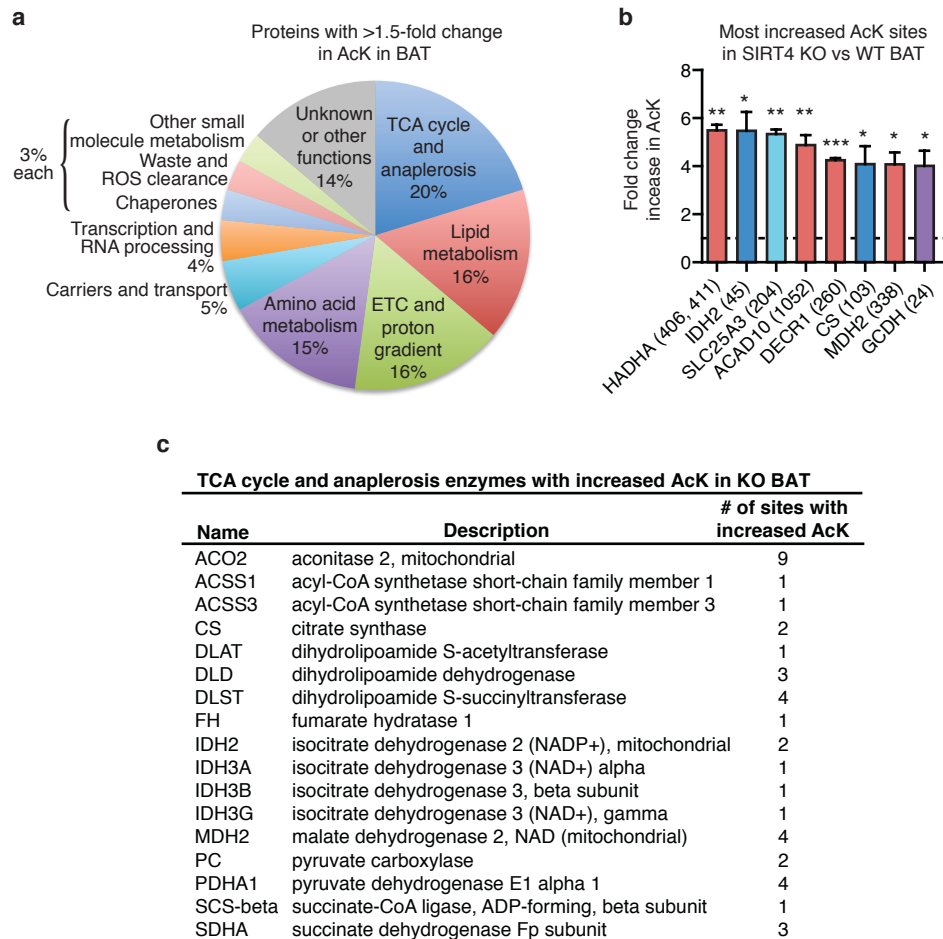 a
Proteins with >1.5-fold change
in AcK in BAT
Unknown
or other
functions
14%
TCA cycle
and
anaplerosis
20%
Lipid
metabolism
16%
ETC and
proton
gradient
16%
Amino acid
metabolism
15%
Carriers and transport
5%
Transcription and
RNA processing
4%
Chaperones
Waste and
ROS clearance
Other small
molecule metabolism
3%
each
b
Most increased AcK sites
in SIRT4 KO vs WT BAT
Fold change
incease in AcK
8
6
4
2
0
** * ** ** *** * * *
HADHA (406, 411)
IDH2 (45)
SLC25A3 (204)
ACAD10 (1052)
DECR1 (260)
CS (103)
MDH2 (338)
GCDH (24)
c
TCA cycle and anaplerosis enzymes with increased AcK in KO BAT
# of sites with
Name Description increased AcK
ACO2 aconitase 2, mitochondrial 9
ACSS1 acyl-CoA synthetase short-chain family member 1 1
ACSS3 acyl-CoA synthetase short-chain family member 3 1
CS citrate synthase 2
DLAT dihydrolipoamide S-acetyltransferase 1
DLD dihydrolipoamide dehydrogenase 3
DLST dihydrolipoamide S-succinyltransferase 4
FH fumarate hydratase 1 1
IDH2 isocitrate dehydrogenase 2 (NADP+), mitochondrial 2
IDH3A isocitrate dehydrogenase 3 (NAD+) alpha 1
IDH3B isocitrate dehydrogenase 3, beta subunit 1
IDH3G isocitrate dehydrogenase 3 (NAD+), gamma 1
MDH2 malate dehydrogenase 2, NAD (mitochondrial) 4
PC pyruvate carboxylase 2
PDHA1 pyruvate dehydrogenase E1 alpha 1 4
SCS-beta succinate-CoA ligase, ADP-forming, beta subunit 1
SDHA succinate dehydrogenase Fp subunit 3